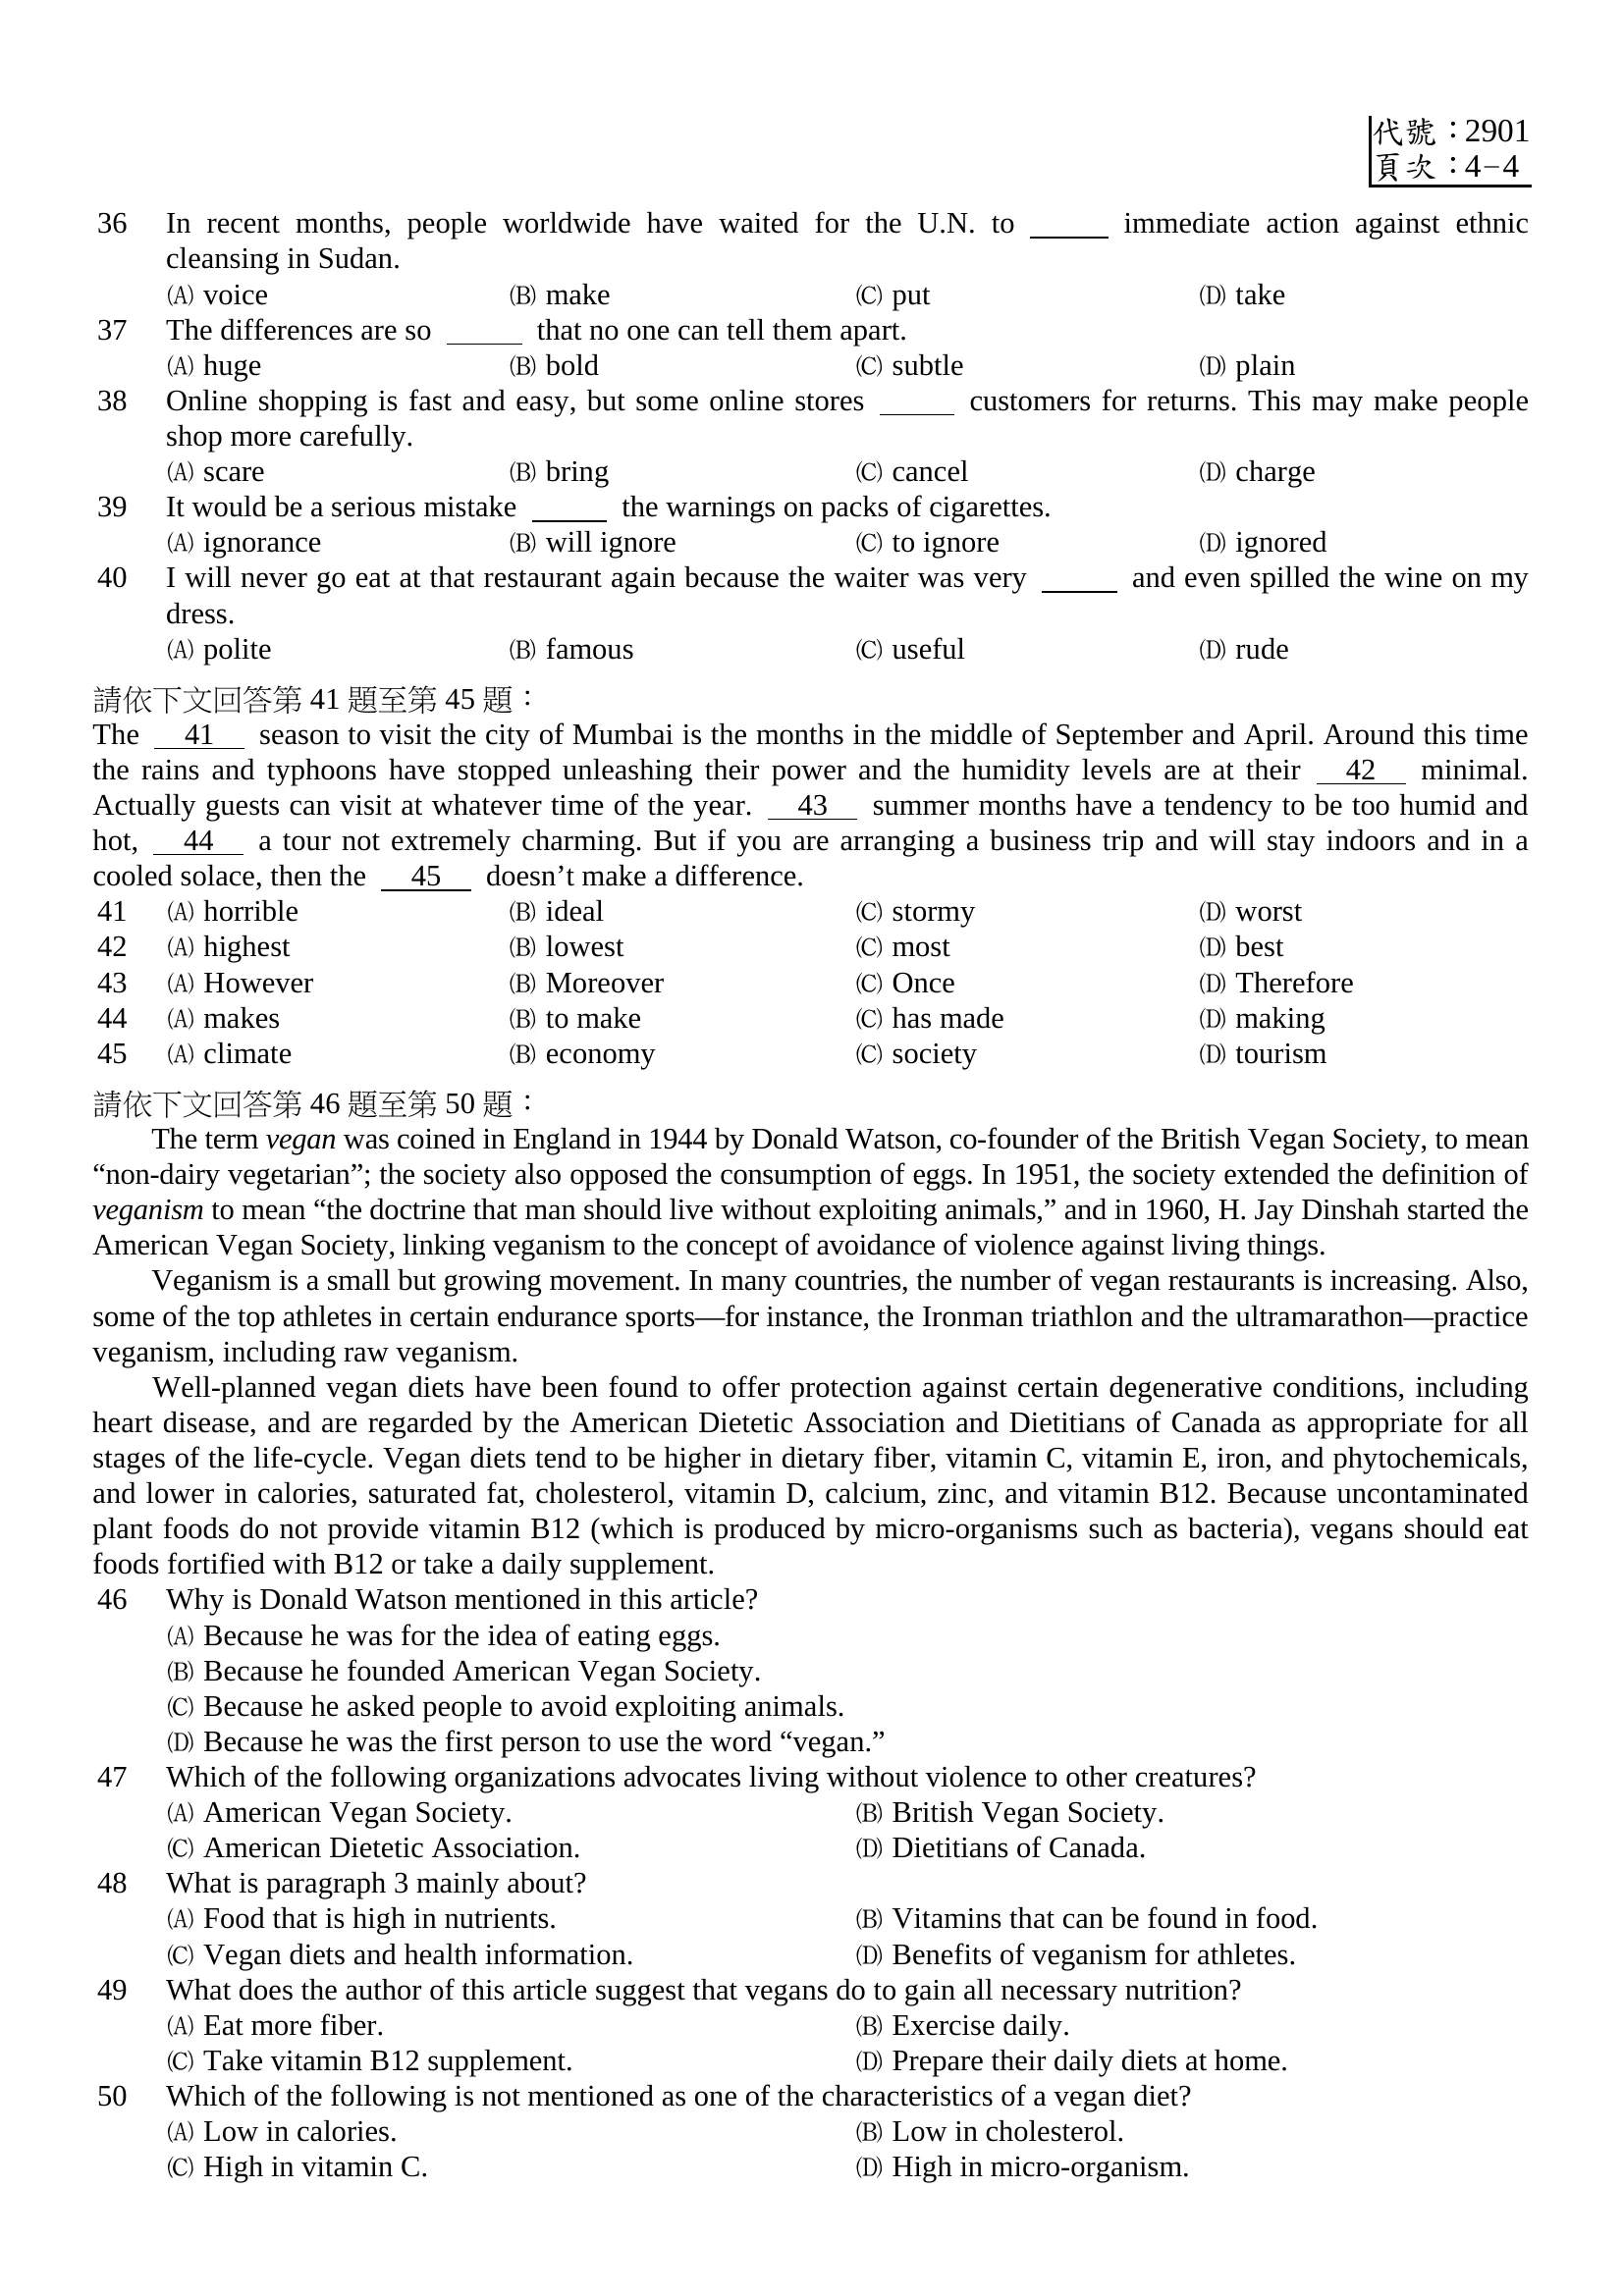 代號：2901
頁次：4－4
36 In recent months, people worldwide have waited for the U.N. to _____ immediate action against ethnic
cleansing in Sudan.
(A) voice (B) make (C) put (D) take
37 The differences are so _____ that no one can tell them apart.
(A) huge (B) bold (C) subtle (D) plain
38 Online shopping is fast and easy, but some online stores _____ customers for returns. This may make people
shop more carefully.
(A) scare (B) bring (C) cancel (D) charge
39 It would be a serious mistake _____ the warnings on packs of cigarettes.
(A) ignorance (B) will ignore (C) to ignore (D) ignored
40 I will never go eat at that restaurant again because the waiter was very _____ and even spilled the wine on my
dress.
(A) polite (B) famous (C) useful (D) rude
請依下文回答第 41 題至第 45 題：
The 41 season to visit the city of Mumbai is the months in the middle of September and April. Around this time
the rains and typhoons have stopped unleashing their power and the humidity levels are at their 42 minimal.
Actually guests can visit at whatever time of the year. 43 summer months have a tendency to be too humid and
hot, 44 a tour not extremely charming. But if you are arranging a business trip and will stay indoors and in a
cooled solace, then the 45 doesn’t make a difference.
41 (A) horrible (B) ideal (C) stormy (D) worst
42 (A) highest (B) lowest (C) most (D) best
43 (A) However (B) Moreover (C) Once (D) Therefore
44 (A) makes (B) to make (C) has made (D) making
45 (A) climate (B) economy (C) society (D) tourism
請依下文回答第 46 題至第 50 題：
The term vegan was coined in England in 1944 by Donald Watson, co-founder of the British Vegan Society, to mean
“non-dairy vegetarian”; the society also opposed the consumption of eggs. In 1951, the society extended the definition of
veganism to mean “the doctrine that man should live without exploiting animals,” and in 1960, H. Jay Dinshah started the
American Vegan Society, linking veganism to the concept of avoidance of violence against living things.
Veganism is a small but growing movement. In many countries, the number of vegan restaurants is increasing. Also,
some of the top athletes in certain endurance sports—for instance, the Ironman triathlon and the ultramarathon—practice
veganism, including raw veganism.
Well-planned vegan diets have been found to offer protection against certain degenerative conditions, including
heart disease, and are regarded by the American Dietetic Association and Dietitians of Canada as appropriate for all
stages of the life-cycle. Vegan diets tend to be higher in dietary fiber, vitamin C, vitamin E, iron, and phytochemicals,
and lower in calories, saturated fat, cholesterol, vitamin D, calcium, zinc, and vitamin B12. Because uncontaminated
plant foods do not provide vitamin B12 (which is produced by micro-organisms such as bacteria), vegans should eat
foods fortified with B12 or take a daily supplement.
46 Why is Donald Watson mentioned in this article?
(A) Because he was for the idea of eating eggs.
(B) Because he founded American Vegan Society.
(C) Because he asked people to avoid exploiting animals.
(D) Because he was the first person to use the word “vegan.”
47 Which of the following organizations advocates living without violence to other creatures?
(A) American Vegan Society. (B) British Vegan Society.
(C) American Dietetic Association. (D) Dietitians of Canada.
48 What is paragraph 3 mainly about?
(A) Food that is high in nutrients. (B) Vitamins that can be found in food.
(C) Vegan diets and health information. (D) Benefits of veganism for athletes.
49 What does the author of this article suggest that vegans do to gain all necessary nutrition?
(A) Eat more fiber. (B) Exercise daily.
(C) Take vitamin B12 supplement. (D) Prepare their daily diets at home.
50 Which of the following is not mentioned as one of the characteristics of a vegan diet?
(A) Low in calories. (B) Low in cholesterol.
(C) High in vitamin C. (D) High in micro-organism.